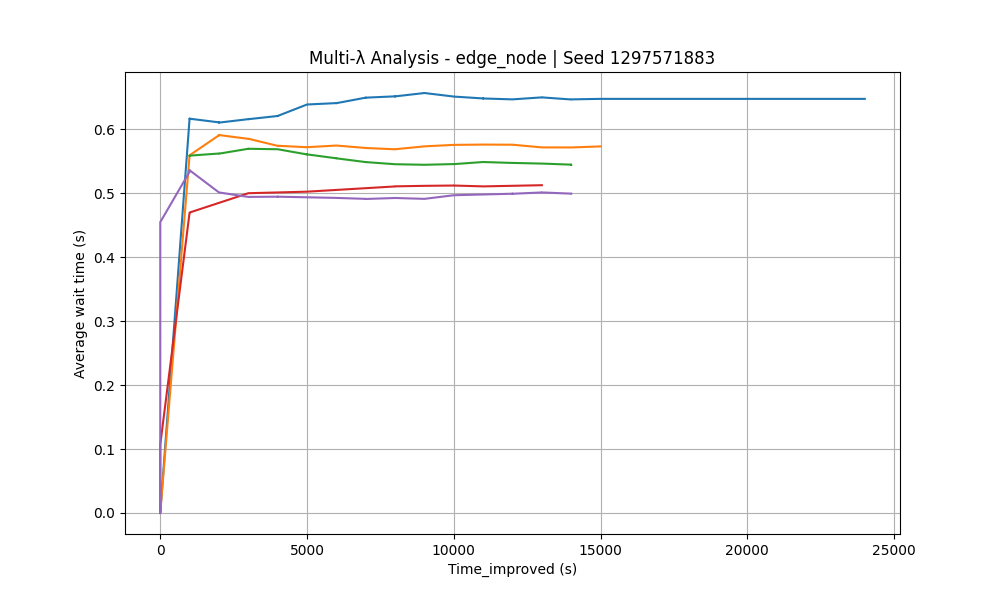 Multi-λ Analysis - edge_node | Seed 1297571883
Average wait time (s)
0.6
0.5
0.4
0.3
0.2
0.1
0.0
0 5000 10000 15000 20000 25000
Time_improved (s)